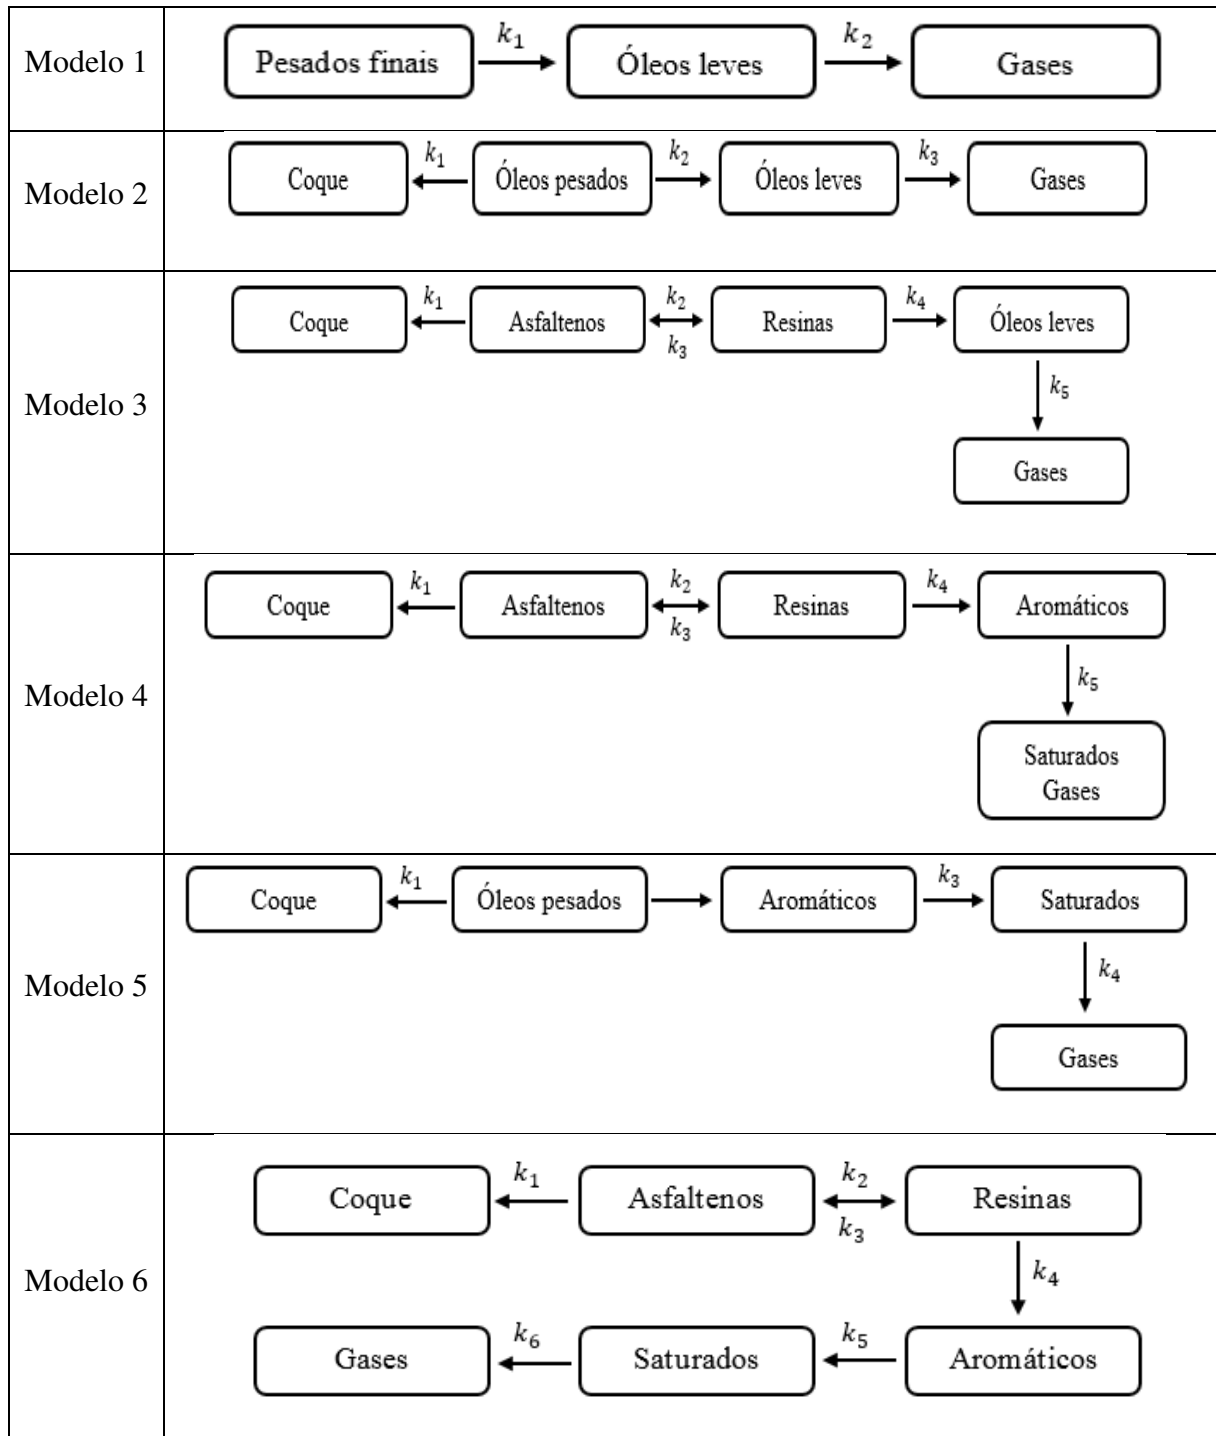 Modelo 1
Pesados finais k₁ Óleos leves k₂ Gases
Modelo 2
Coque k₁ Óleos pesados k₂ Óleos leves k₃ Gases
Modelo 3
Coque k₁ Asfaltenos k₂ Resinas k₄ Óleos leves
k₃
k₅
Gases
Modelo 4
Coque k₁ Asfaltenos k₂ Resinas k₄ Aromáticos
k₃
k₅
Saturados
Gases
Modelo 5
Coque k₁ Óleos pesados Aromáticos k₃ Saturados
k₄
Gases
Modelo 6
Coque k₁ Asfaltenos k₂ Resinas
k₃
k₄
Gases k₆ Saturados k₅ Aromáticos